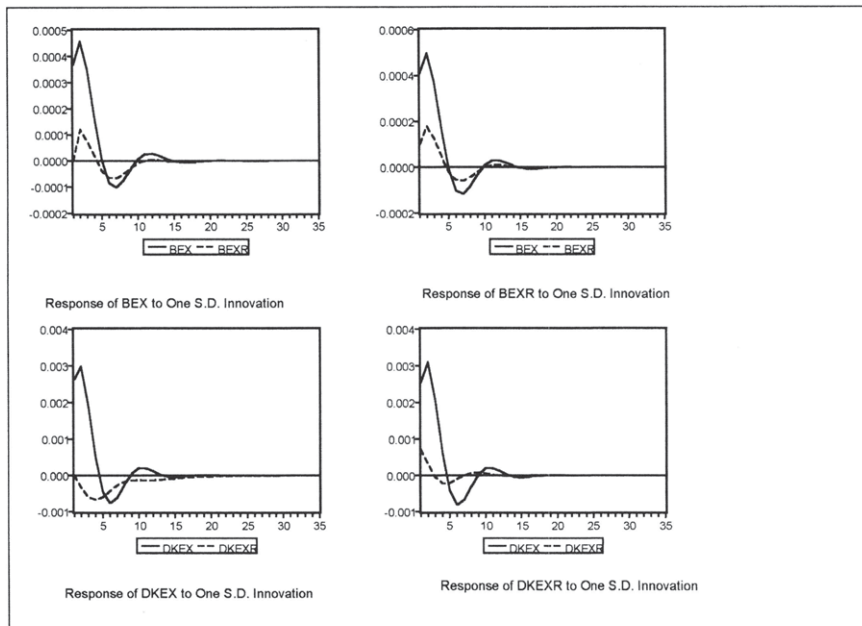 0.0005
0.0004
0.0003
0.0002
0.0001
0.0000
-0.0001
-0.0002
5 10 15 20 25 30 35
BEX BEXR
Response of BEX to One S.D. Innovation
0.0006
0.0004
0.0002
0.0000
-0.0002
5 10 15 20 25 30 35
BEX BEXR
Response of BEXR to One S.D. Innovation
0.004
0.003
0.002
0.001
0.000
-0.001
5 10 15 20 25 30 35
DKEX DKEXR
Response of DKEX to One S.D. Innovation
0.004
0.003
0.002
0.001
0.000
-0.001
5 10 15 20 25 30 35
DKEX DKEXR
Response of DKEXR to One S.D. Innovation